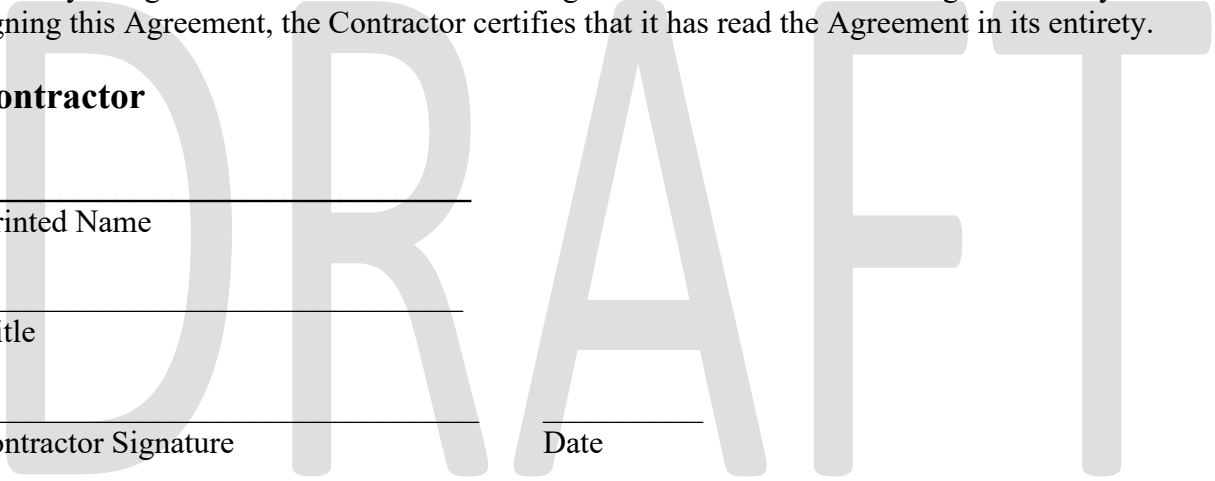 gning this Agreement, the Contractor certifies that it has read the Agreement in its entirety.
ontractor
rinted Name
itle
ontractor Signature Date
DRAFT